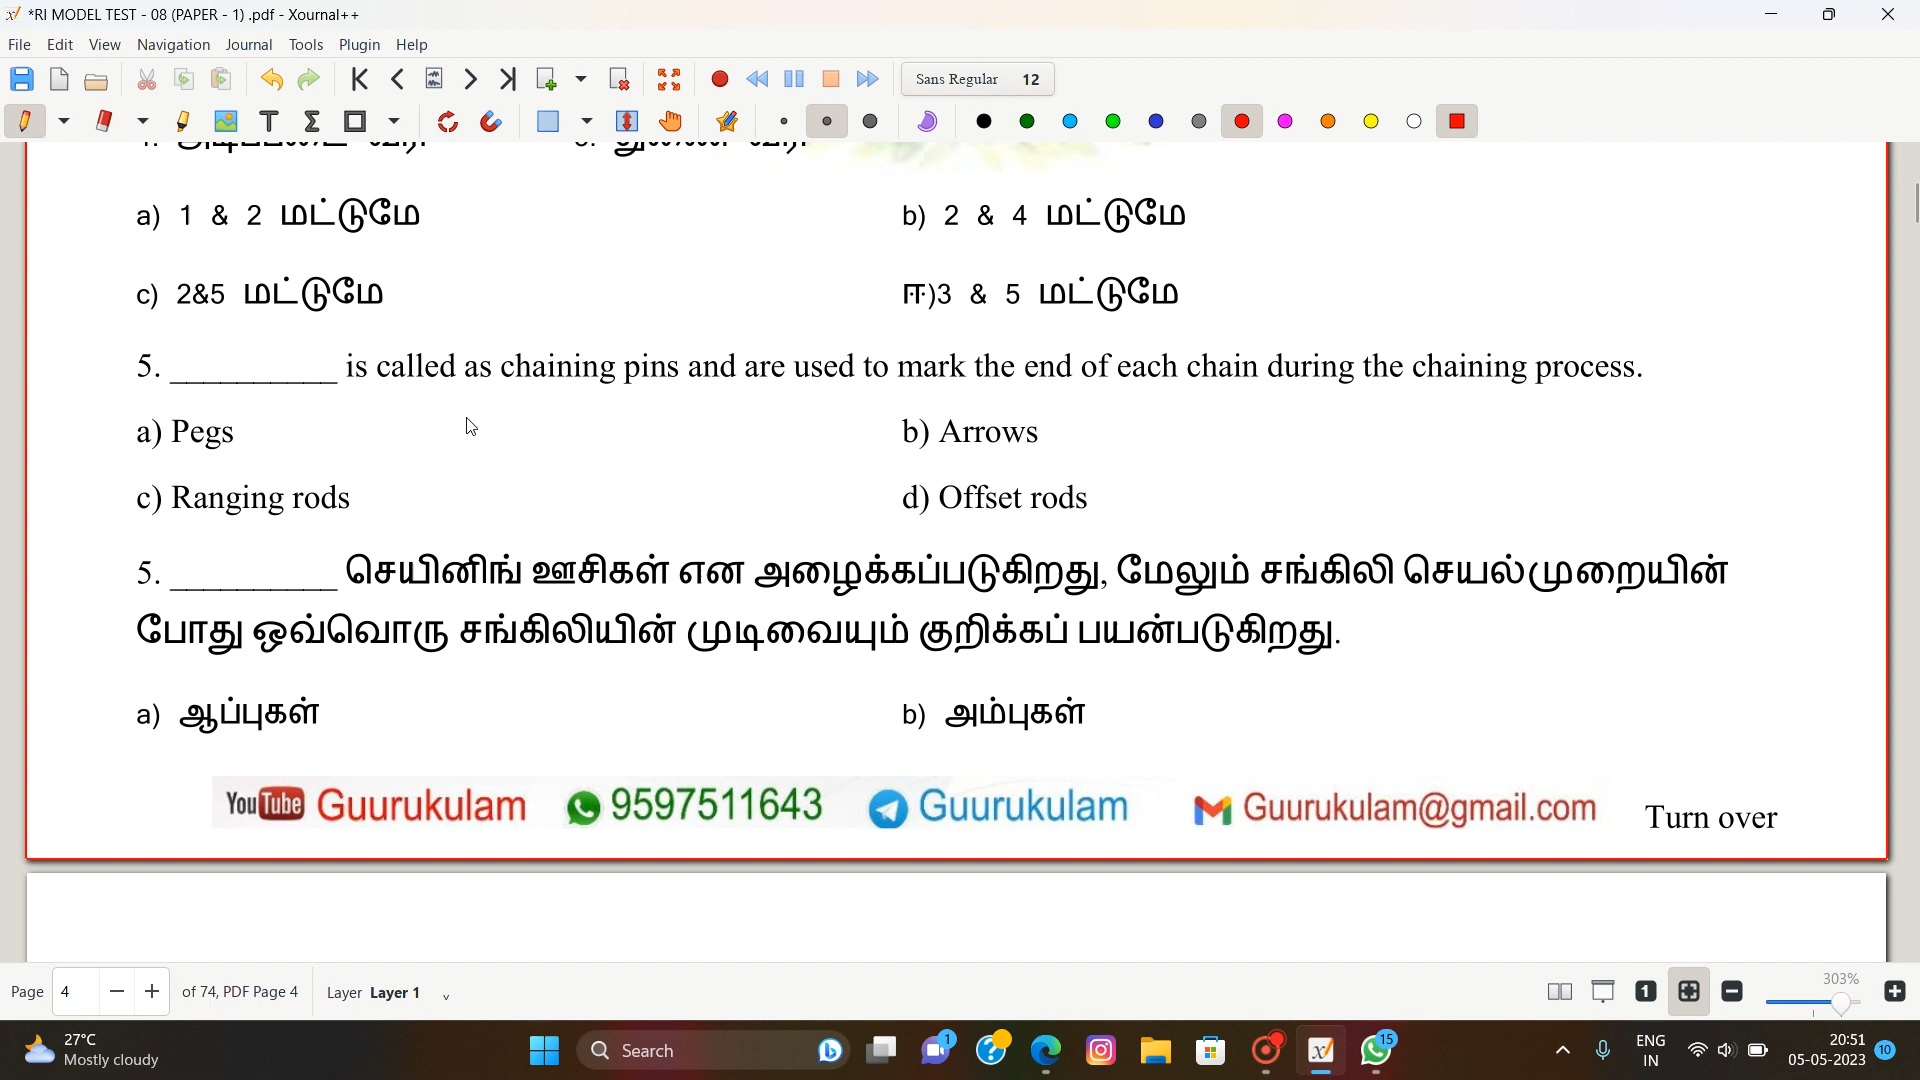 *RI MODEL TEST - 08 (PAPER - 1) .pdf - Xournal++
File Edit View Navigation Journal Tools Plugin Help
Sans Regular 12
a) 1 & 2 மட்டுமே b) 2 & 4 மட்டுமே
c) 2&5 மட்டுமே ஈ)3 & 5 மட்டுமே
5. __________ is called as chaining pins and are used to mark the end of each chain during the chaining process.
a) Pegs b) Arrows
c) Ranging rods d) Offset rods
5. __________ செயினிங் ஊசிகள் என அழைக்கப்படுகிறது, மேலும் சங்கிலி செயல்முறையின்
போது ஒவ்வொரு சங்கிலியின் முடிவையும் குறிக்கப் பயன்படுகிறது.
a) ஆப்புகள் b) அம்புகள்
YouTube Guurukulam 9597511643 Guurukulam Guurukulam@gmail.com Turn over
303%
Page 4 of 74, PDF Page 4 Layer Layer 1
27°C
Mostly cloudy
Search
1
15
ENG
IN
20:51
05-05-2023
10